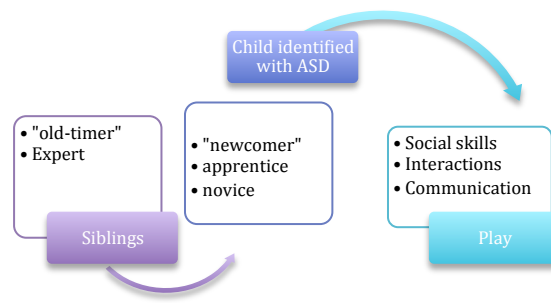 • "old-timer"
• Expert
Siblings
Child identified
with ASD
• "newcomer"
• apprentice
• novice
• Social skills
• Interactions
• Communication
Play